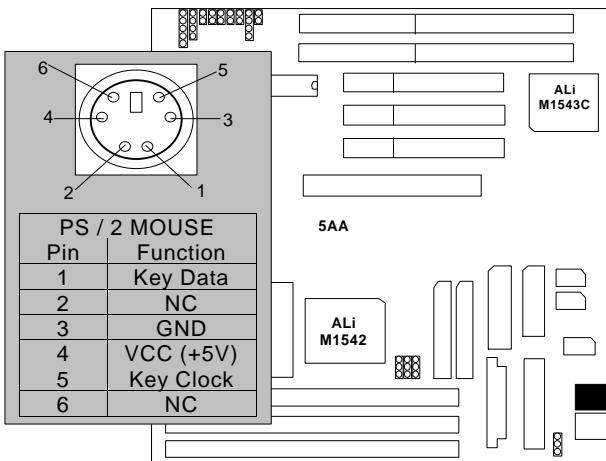 6
5
4
3
2
1
PS / 2 MOUSE
Pin Function
1 Key Data
2 NC
3 GND
4 VCC (+5V)
5 Key Clock
6 NC
ALi
M1543C
5AA
ALi
M1542